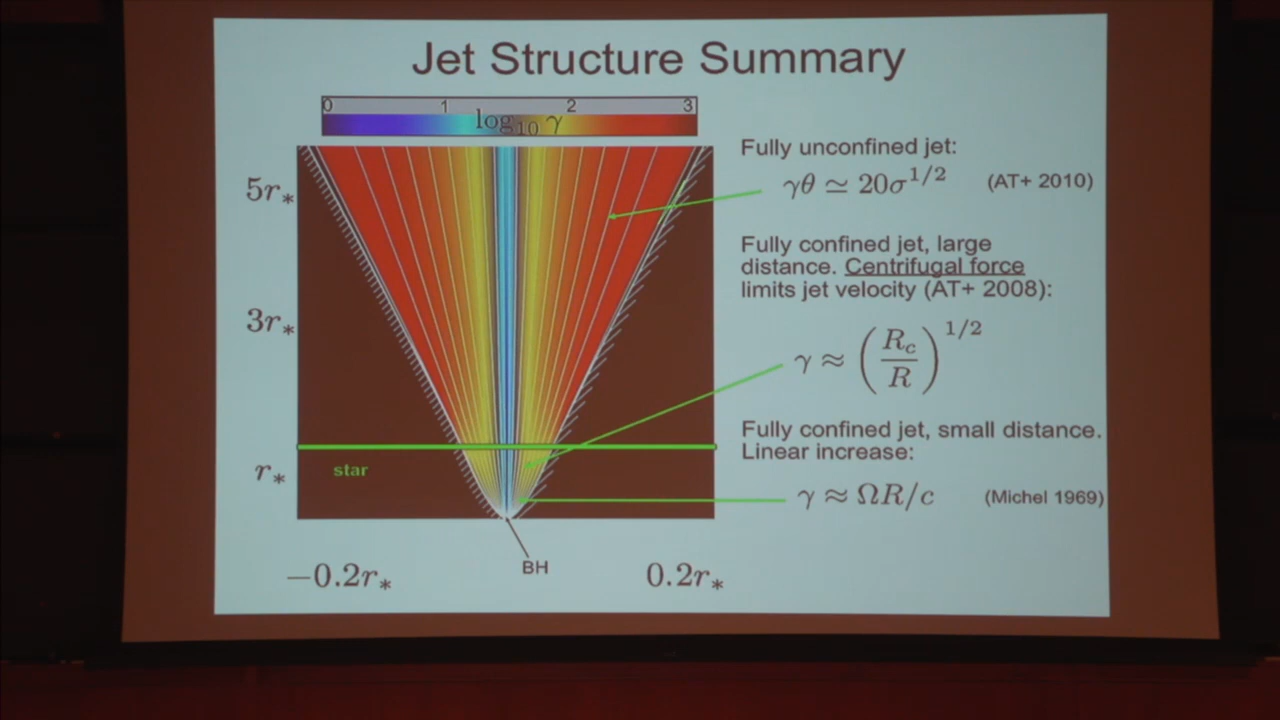 Jet Structure Summary
0 1 2 3
log₁₀ γ
Fully unconfined jet:
γθ ≃ 20σ^{1/2} (AT+ 2010)
5r*
Fully confined jet, large
distance. Centrifugal force
limits jet velocity (AT+ 2008):
3r*
γ ≈ (R_c/R)^{1/2}
Fully confined jet, small distance.
Linear increase:
r*
star
γ ≈ ΩR/c (Michel 1969)
BH
−0.2r* 0.2r*